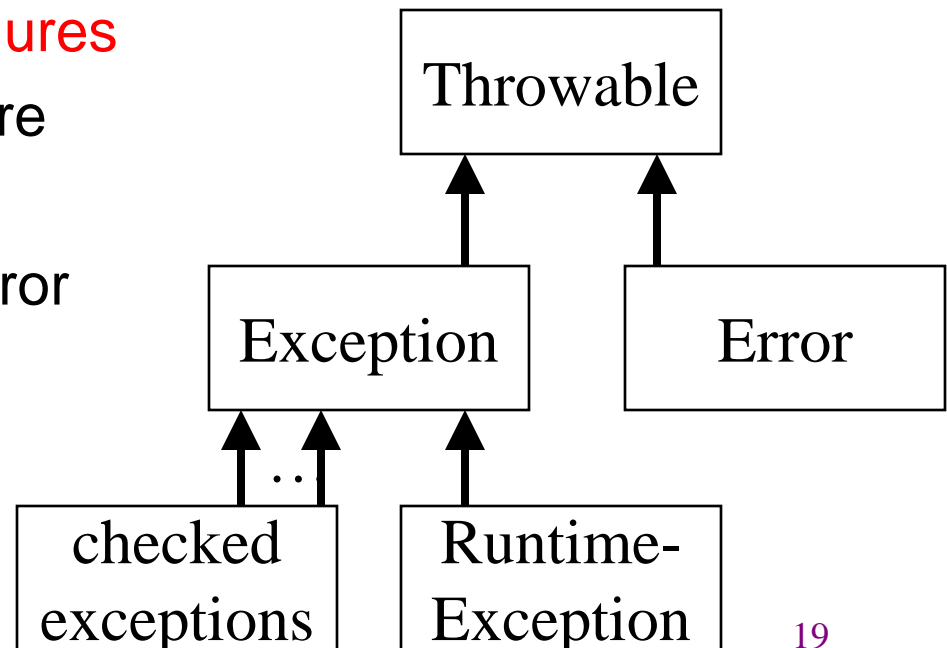 ures
Throwable
re
ror
Exception
Error
…
checked
exceptions
Runtime-
Exception
19